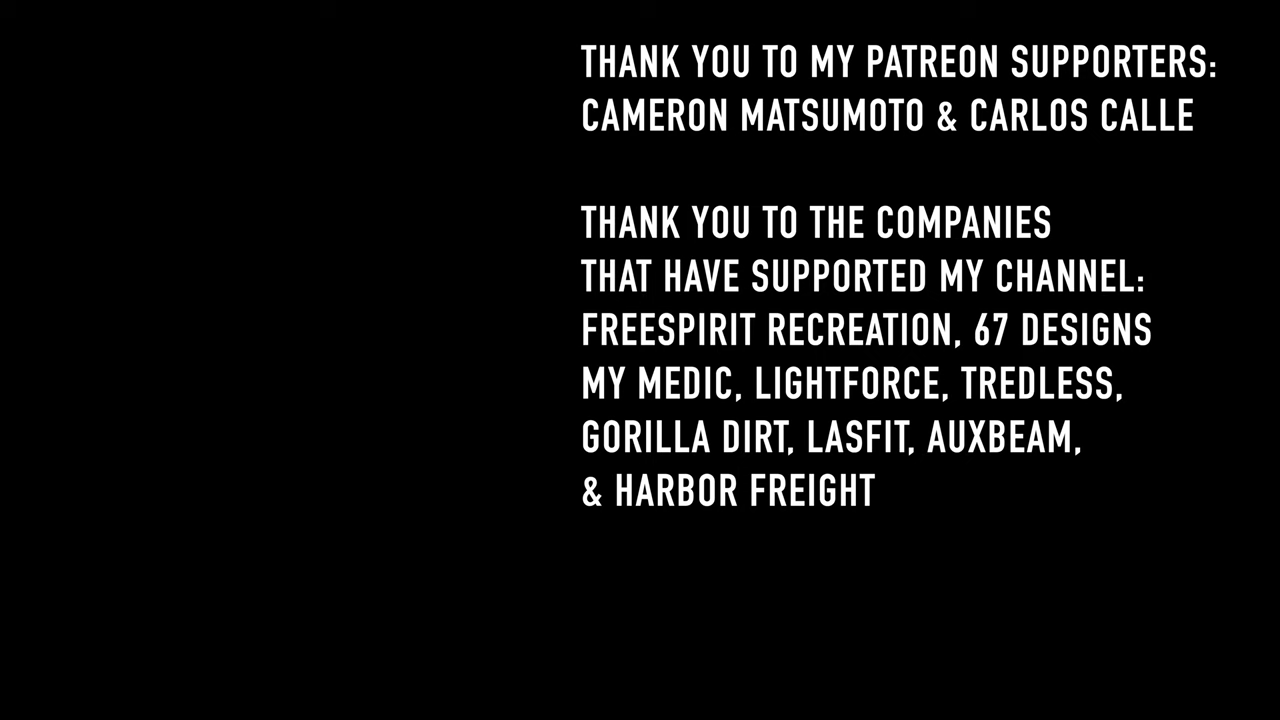 THANK YOU TO MY PATREON SUPPORTERS:
CAMERON MATSUMOTO & CARLOS CALLE
THANK YOU TO THE COMPANIES
THAT HAVE SUPPORTED MY CHANNEL:
FREESPIRIT RECREATION, 67 DESIGNS
MY MEDIC, LIGHTFORCE, TREDLESS,
GORILLA DIRT, LASFIT, AUXBEAM,
& HARBOR FREIGHT